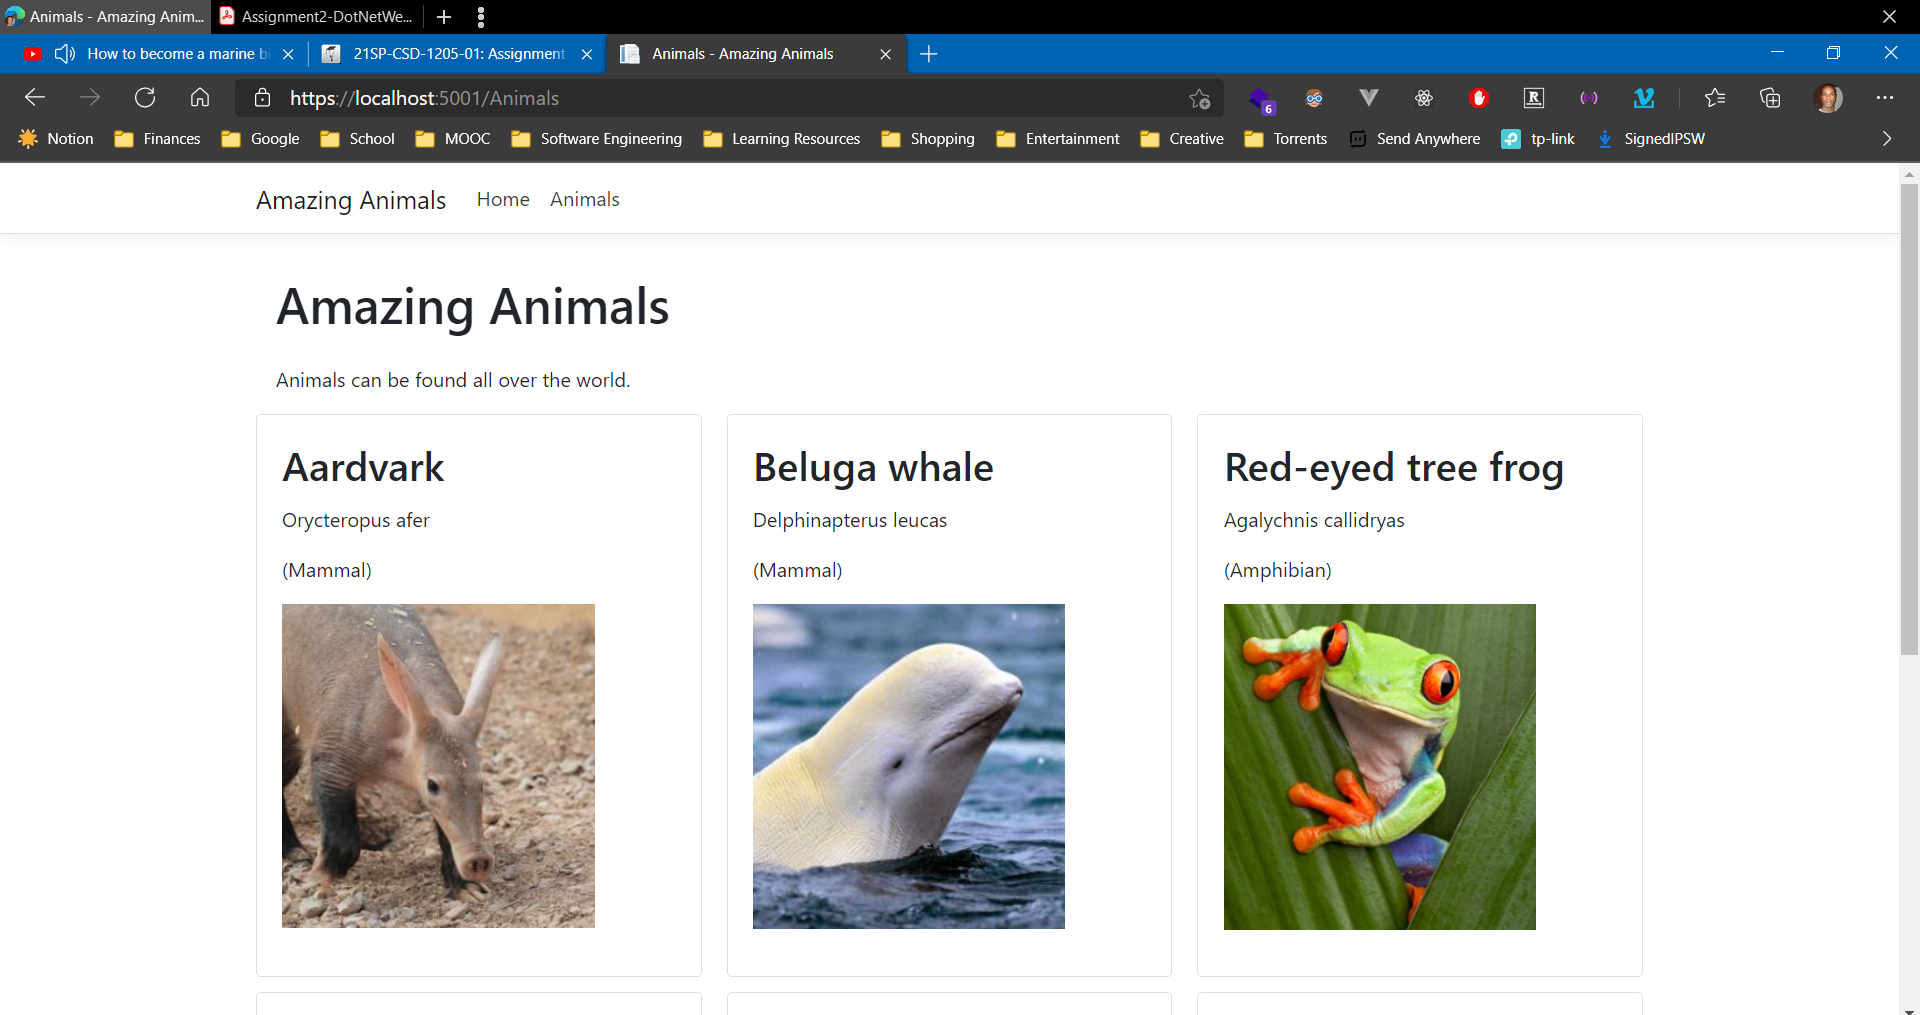 Animals - Amazing Anim...
Assignment2-DotNetWe...
How to become a marine bi
21SP-CSD-1205-01: Assignment
Animals - Amazing Animals
https://localhost:5001/Animals
6
R
Notion
Finances
Google
School
MOOC
Software Engineering
Learning Resources
Shopping
Entertainment
Creative
Torrents
Send Anywhere
tp-link
SignedIPSW
Amazing Animals
Home
Animals
Amazing Animals
Animals can be found all over the world.
Aardvark
Orycteropus afer
(Mammal)
Beluga whale
Delphinapterus leucas
(Mammal)
Red-eyed tree frog
Agalychnis callidryas
(Amphibian)